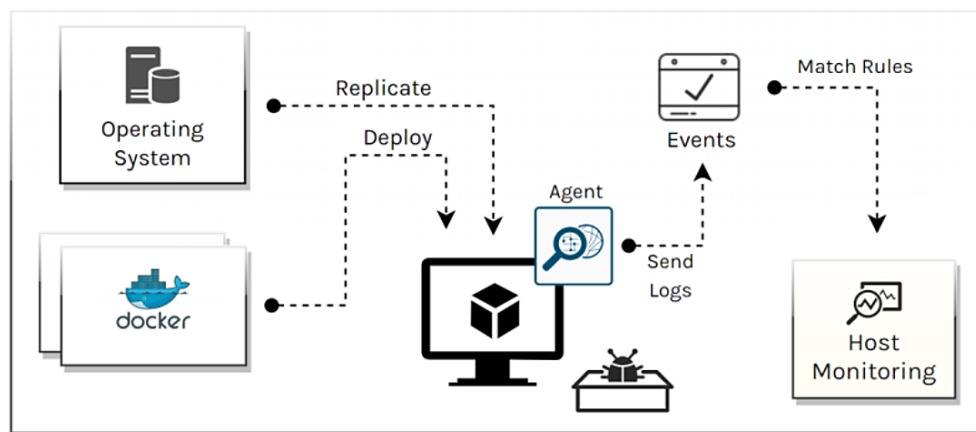 Replicate
Operating
System
Deploy
docker
Agent
Send
Logs
Events
Match Rules
Host
Monitoring